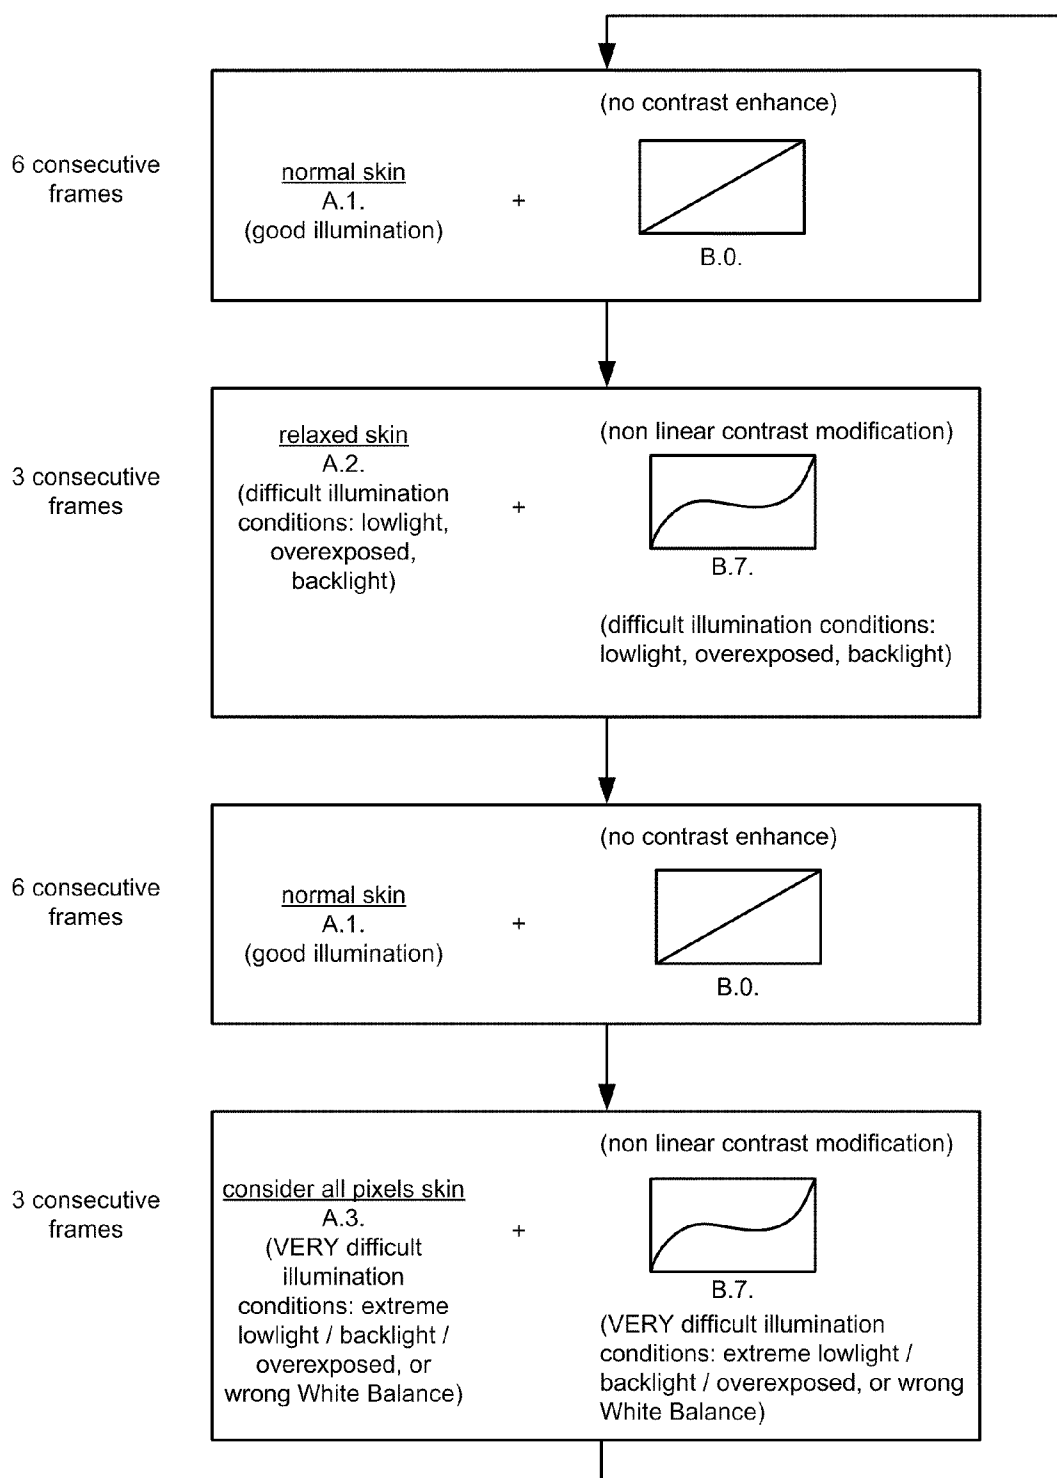 (no contrast enhance)
6 consecutive
frames
normal skin
A.1.
(good illumination)
+
B.0.
(non linear contrast modification)
3 consecutive
frames
relaxed skin
A.2.
(difficult illumination
conditions: lowlight,
overexposed,
backlight)
+
B.7.
(difficult illumination conditions:
lowlight, overexposed, backlight)
(no contrast enhance)
6 consecutive
frames
normal skin
A.1.
(good illumination)
+
B.0.
(non linear contrast modification)
3 consecutive
frames
consider all pixels skin
A.3.
(VERY difficult
illumination
conditions: extreme
lowlight / backlight /
overexposed, or
wrong White Balance)
+
B.7.
(VERY difficult illumination
conditions: extreme lowlight /
backlight / overexposed, or wrong
White Balance)